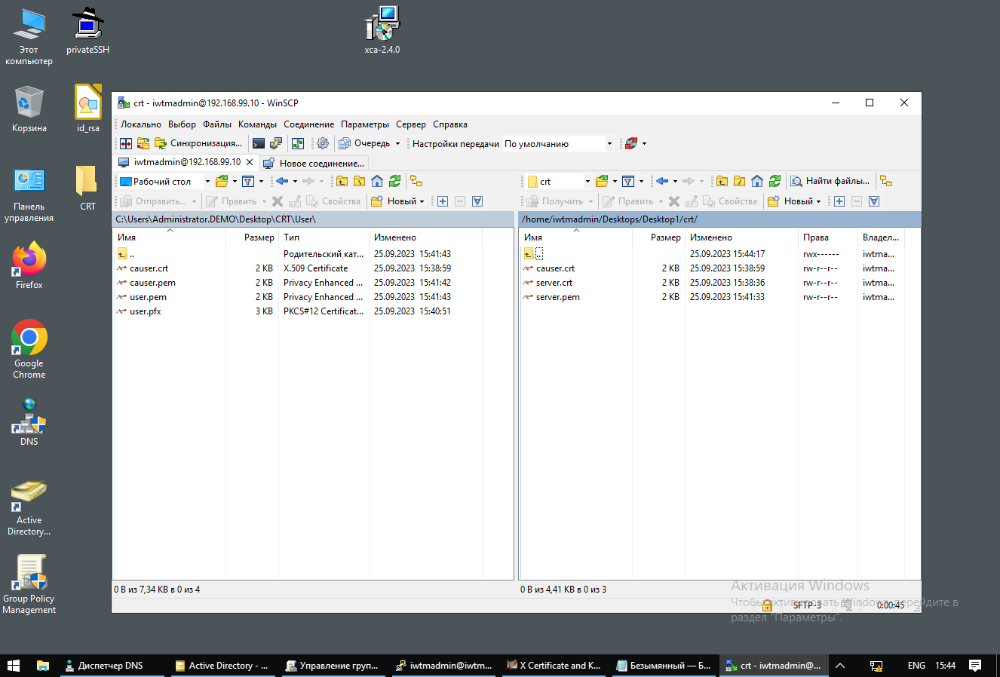 Этот
компьютер
privateSSH
xca-2.4.0
Корзина
id_rsa
Панель
управления
CRT
Firefox
Google
Chrome
DNS
Active
Directory...
Group Policy
Management
crt - iwtmadmin@192.168.99.10 - WinSCP
Локально Выбор Файлы Команды Соединение Параметры Сервер Справка
Синхронизация... Очередь Настройки передачи По умолчанию
iwtmadmin@192.168.99.10 Новое соединение...
Рабочий стол crt Найти файлы...
Отправить... Править Свойства Новый Получить Править Свойства Новый
C:\Users\Administrator.DEMO\Desktop\CRT\User\
Имя Размер Тип Изменено
.. Родительский кат... 25.09.2023 15:41:43
causer.crt 2 KB X.509 Certificate 25.09.2023 15:38:59
causer.pem 2 KB Privacy Enhanced ... 25.09.2023 15:41:42
user.pem 2 KB Privacy Enhanced ... 25.09.2023 15:41:43
user.pfx 3 KB PKCS#12 Certificat... 25.09.2023 15:40:51
0 B из 7,34 KB в 0 из 4
/home/iwtmadmin/Desktops/Desktop1/crt/
Имя Размер Изменено Права Владел...
.. 25.09.2023 15:44:17 rwx------ iwtma...
causer.crt 2 KB 25.09.2023 15:38:59 rw-r--r-- iwtma...
server.crt 2 KB 25.09.2023 15:38:36 rw-r--r-- iwtma...
server.pem 2 KB 25.09.2023 15:41:33 rw-r--r-- iwtma...
0 B из 4,41 KB в 0 из 3
SFTP-3 0:00:45
Активация Windows
Чтобы активировать Windows, перейдите в
раздел "Параметры".
Диспетчер DNS Active Directory - ... Управление груп... iwtmadmin@iwtm... X Certificate and K... Безымянный — Б... crt - iwtmadmin@... ENG 15:44